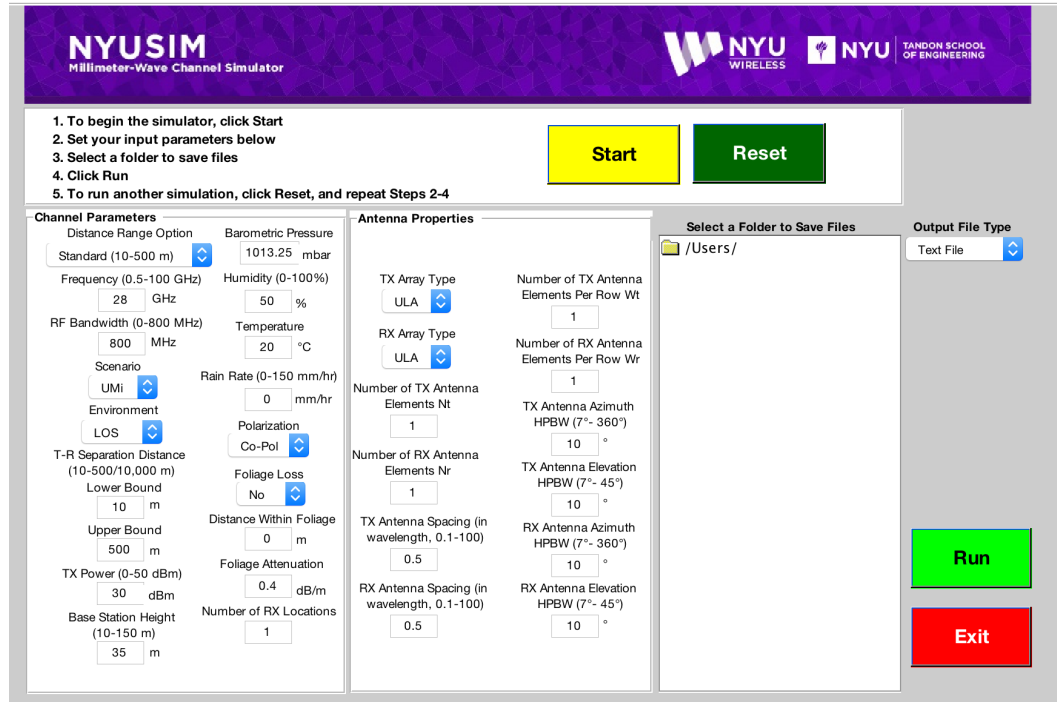 NYUSIM
Millimeter-Wave Channel Simulator
NYU
WIRELESS
NYU
TANDON SCHOOL
OF ENGINEERING
1. To begin the simulator, click Start
2. Set your input parameters below
3. Select a folder to save files
4. Click Run
5. To run another simulation, click Reset, and repeat Steps 2-4
Start
Reset
Channel Parameters
Distance Range Option
Standard (10-500 m)
Frequency (0.5-100 GHz)
28 GHz
RF Bandwidth (0-800 MHz)
800 MHz
Scenario
UMi
Environment
LOS
T-R Separation Distance
(10-500/10,000 m)
Lower Bound
10 m
Upper Bound
500 m
TX Power (0-50 dBm)
30 dBm
Base Station Height
(10-150 m)
35 m
Barometric Pressure
1013.25 mbar
Humidity (0-100%)
50 %
Temperature
20 °C
Rain Rate (0-150 mm/hr)
0 mm/hr
Polarization
Co-Pol
Foliage Loss
No
Distance Within Foliage
0 m
Foliage Attenuation
0.4 dB/m
Number of RX Locations
1
Antenna Properties
TX Array Type
ULA
RX Array Type
ULA
Number of TX Antenna
Elements Nt
1
Number of RX Antenna
Elements Nr
1
TX Antenna Spacing (in
wavelength, 0.1-100)
0.5
RX Antenna Spacing (in
wavelength, 0.1-100)
0.5
Number of TX Antenna
Elements Per Row Wt
1
Number of RX Antenna
Elements Per Row Wr
1
TX Antenna Azimuth
HPBW (7°- 360°)
10 °
TX Antenna Elevation
HPBW (7°- 45°)
10 °
RX Antenna Azimuth
HPBW (7°- 360°)
10 °
RX Antenna Elevation
HPBW (7°- 45°)
10 °
Select a Folder to Save Files
/Users/
Output File Type
Text File
Run
Exit